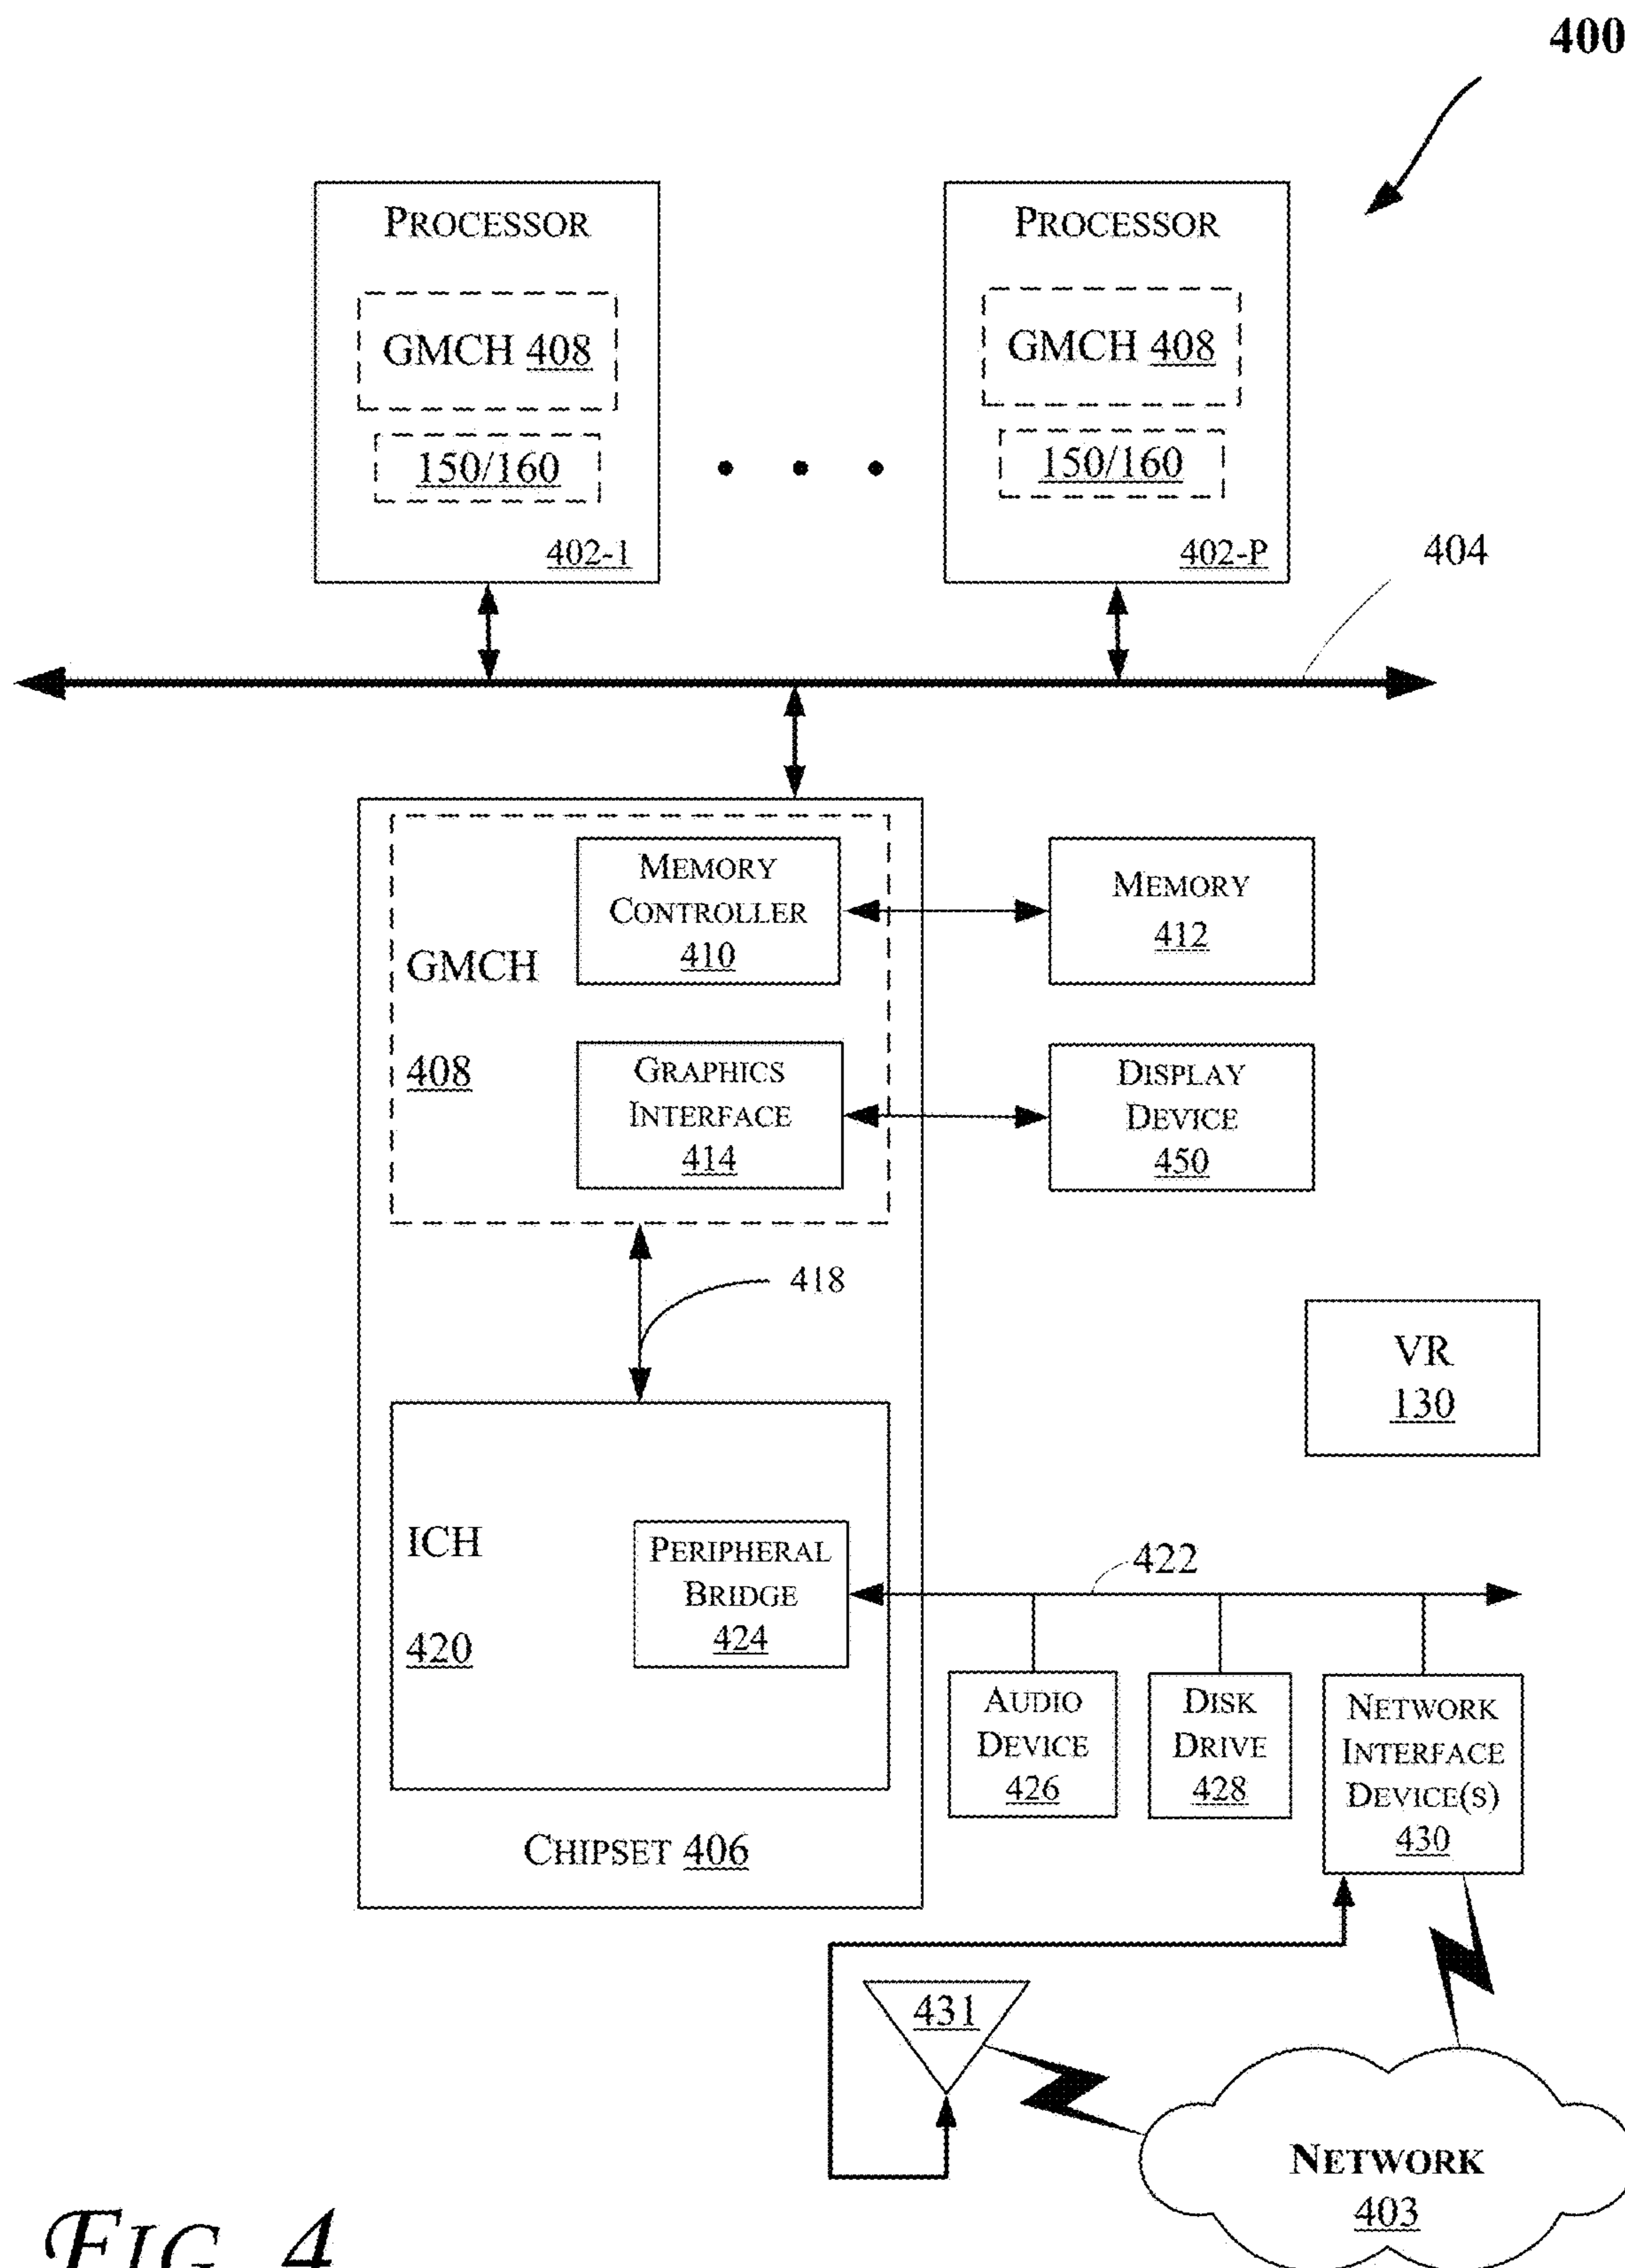 400
PROCESSOR
GMCH 408
150/160
402-1
PROCESSOR
GMCH 408
150/160
402-P
404
MEMORY
CONTROLLER
410
GMCH
408
GRAPHICS
INTERFACE
414
MEMORY
412
DISPLAY
DEVICE
450
418
VR
130
ICH
420
PERIPHERAL
BRIDGE
424
422
AUDIO
DEVICE
426
DISK
DRIVE
428
NETWORK
INTERFACE
DEVICE(S)
430
CHIPSET 406
431
NETWORK
403
FIG. 4